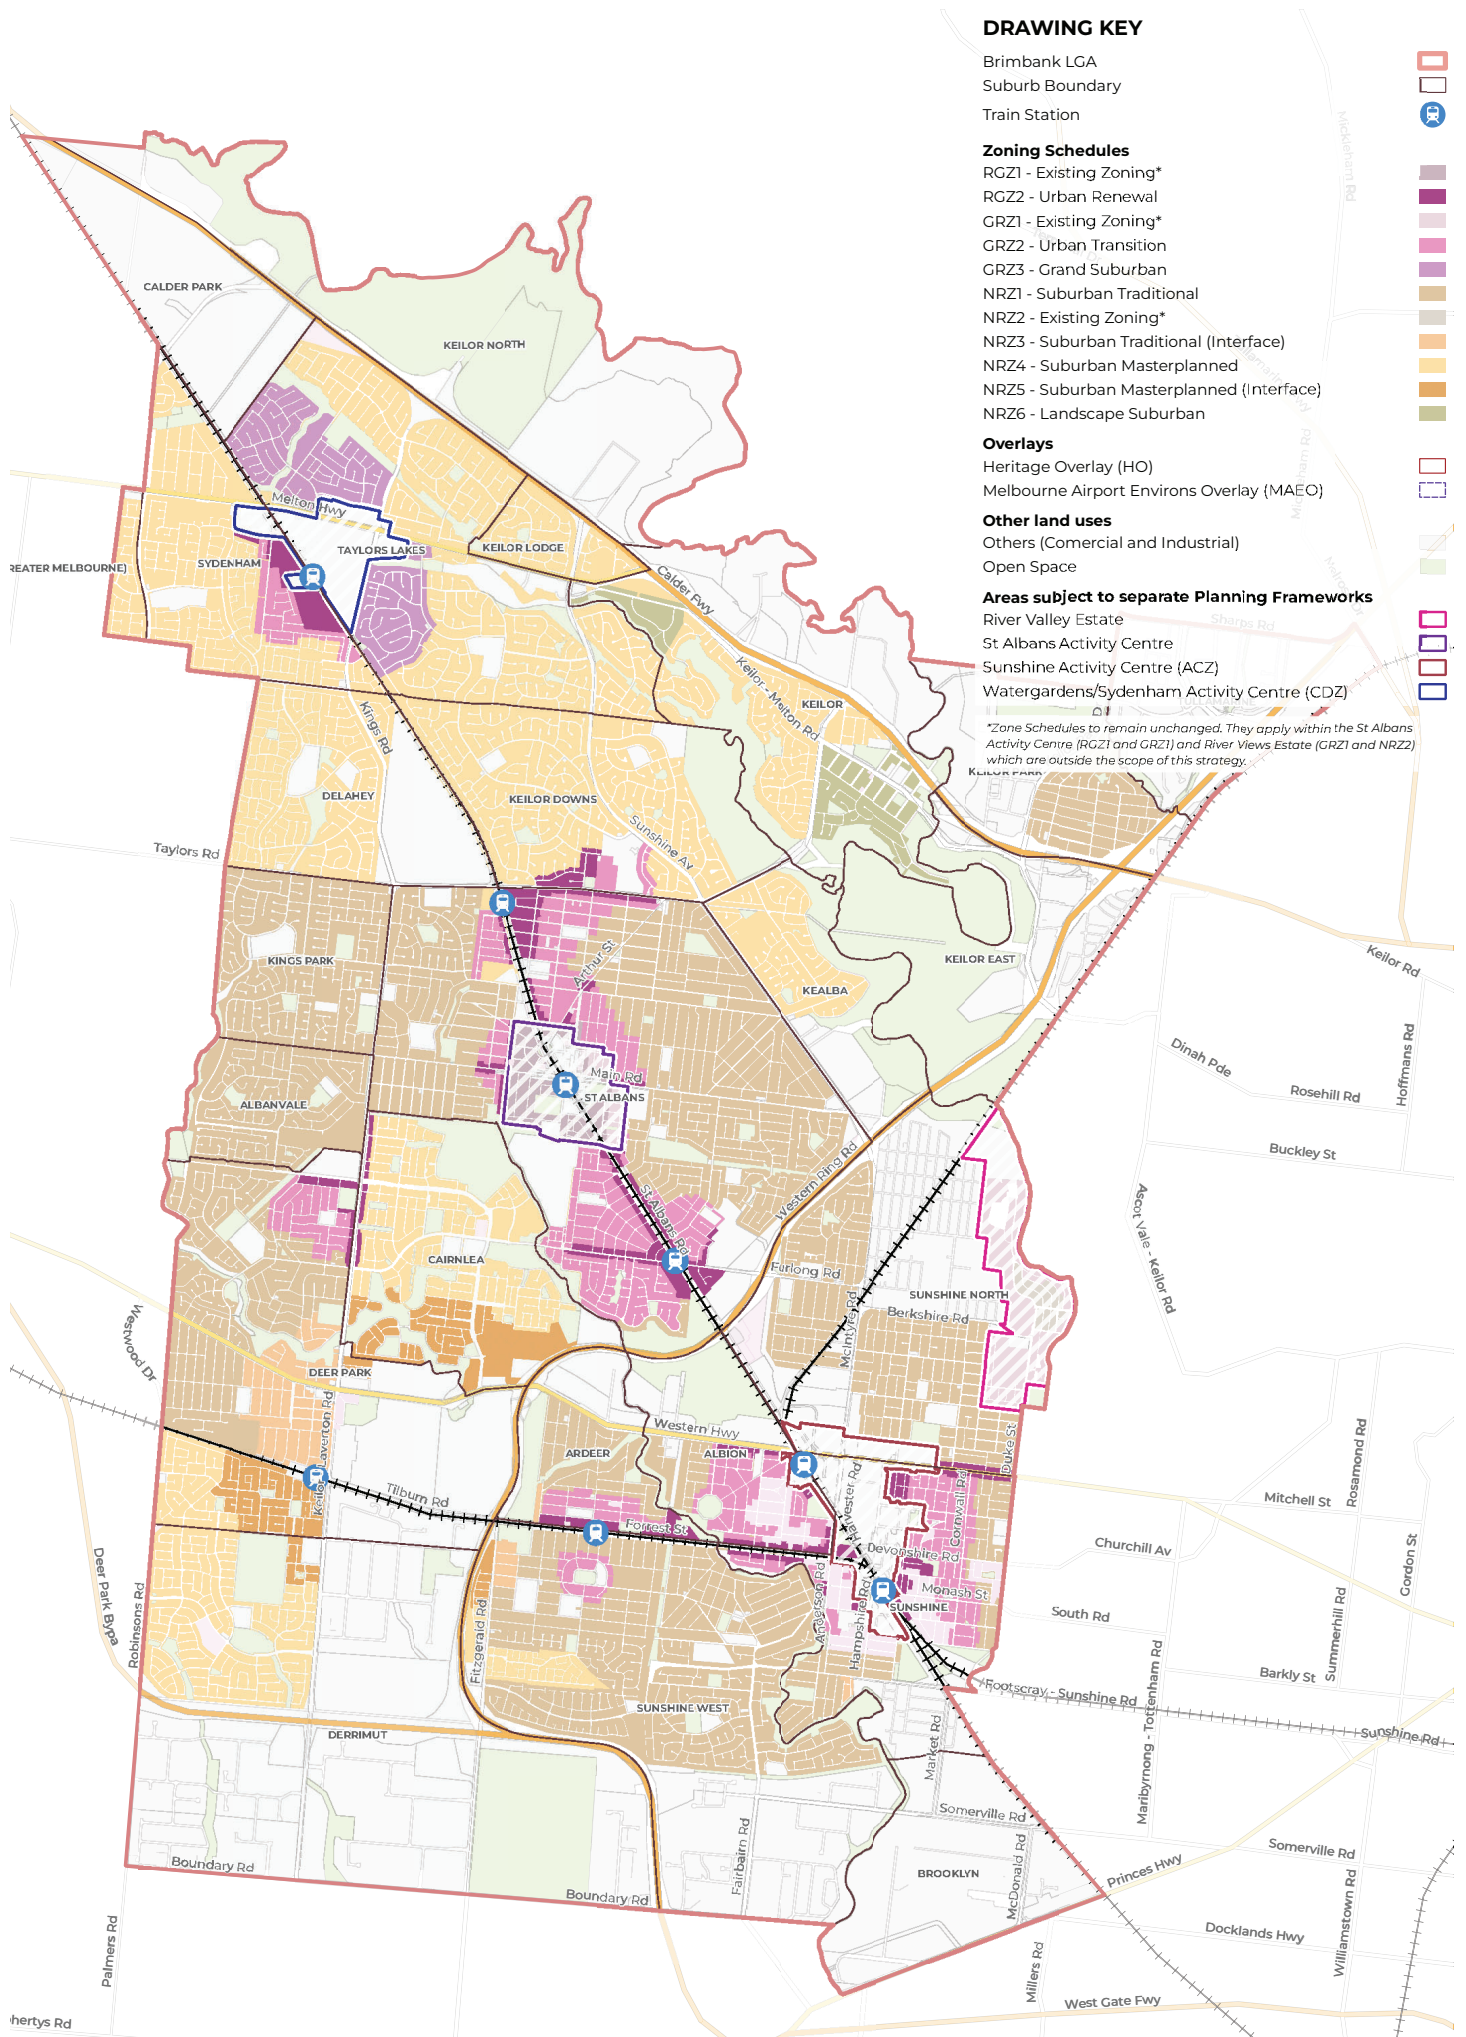 DRAWING KEY
Brimbank LGA
Suburb Boundary
Train Station
Zoning Schedules
RGZ1 - Existing Zoning*
RGZ2 - Urban Renewal
GRZ1 - Existing Zoning*
GRZ2 - Urban Transition
GRZ3 - Grand Suburban
NRZ1 - Suburban Traditional
NRZ2 - Existing Zoning*
NRZ3 - Suburban Traditional (Interface)
NRZ4 - Suburban Masterplanned
NRZ5 - Suburban Masterplanned (Interface)
NRZ6 - Landscape Suburban
Overlays
Heritage Overlay (HO)
Melbourne Airport Environs Overlay (MAEO)
Other land uses
Others (Comercial and Industrial)
Open Space
Areas subject to separate Planning Frameworks
River Valley Estate
St Albans Activity Centre
Sunshine Activity Centre (ACZ)
Watergardens/Sydenham Activity Centre (CDZ)
*Zone Schedules to remain unchanged. They apply within the St Albans
Activity Centre (RGZ1 and GRZ1) and River Views Estate (GRZ1 and NRZ2)
which are outside the scope of this strategy.
Mickleham Rd
Sharps Rd
TULLAMARINE
CALDER PARK
KEILOR NORTH
Melton Hwy
TAYLORS LAKES
KEILOR LODGE
SYDENHAM
REATER MELBOURNE)
Calder Fwy
Keilor - Melton Rd
KEILOR
Kings Rd
KEILOR PARK
DELAHEY
KEILOR DOWNS
Sunshine Av
Taylors Rd
Arthur St
KINGS PARK
KEILOR EAST
Keilor Rd
KEALBA
Dinah Pde
Hoffmans Rd
Main Rd
ST ALBANS
Rosehill Rd
ALBANVALE
Buckley St
Western Ring Rd
St Albans Rd
Ascot Vale - Keilor Rd
CAIRNLEA
Furlong Rd
SUNSHINE NORTH
Berkshire Rd
McIntyre Rd
Westwood Dr
DEER PARK
Western Hwy
ARDEER
ALBION
Duke St
Rosamond Rd
Keilor - Laverton Rd
Tilburn Rd
Harvester Rd
Cornwall Rd
Mitchell St
Forrest St
Devonshire Rd
Churchill Av
Gordon St
Deer Park Bypa
Robinsons Rd
Anderson Rd
Monash St
SUNSHINE
South Rd
Hampshire Rd
Summerhill Rd
Fitzgerald Rd
Barkly St
Footscray - Sunshine Rd
Maribyrnong - Tottenham Rd
SUNSHINE WEST
Sunshine Rd
DERRIMUT
Market Rd
Somerville Rd
Somerville Rd
Fairbairn Rd
BROOKLYN
McDonald Rd
Princes Hwy
Boundary Rd
Boundary Rd
Williamstown Rd
Docklands Hwy
Palmers Rd
Millers Rd
West Gate Fwy
hertys Rd